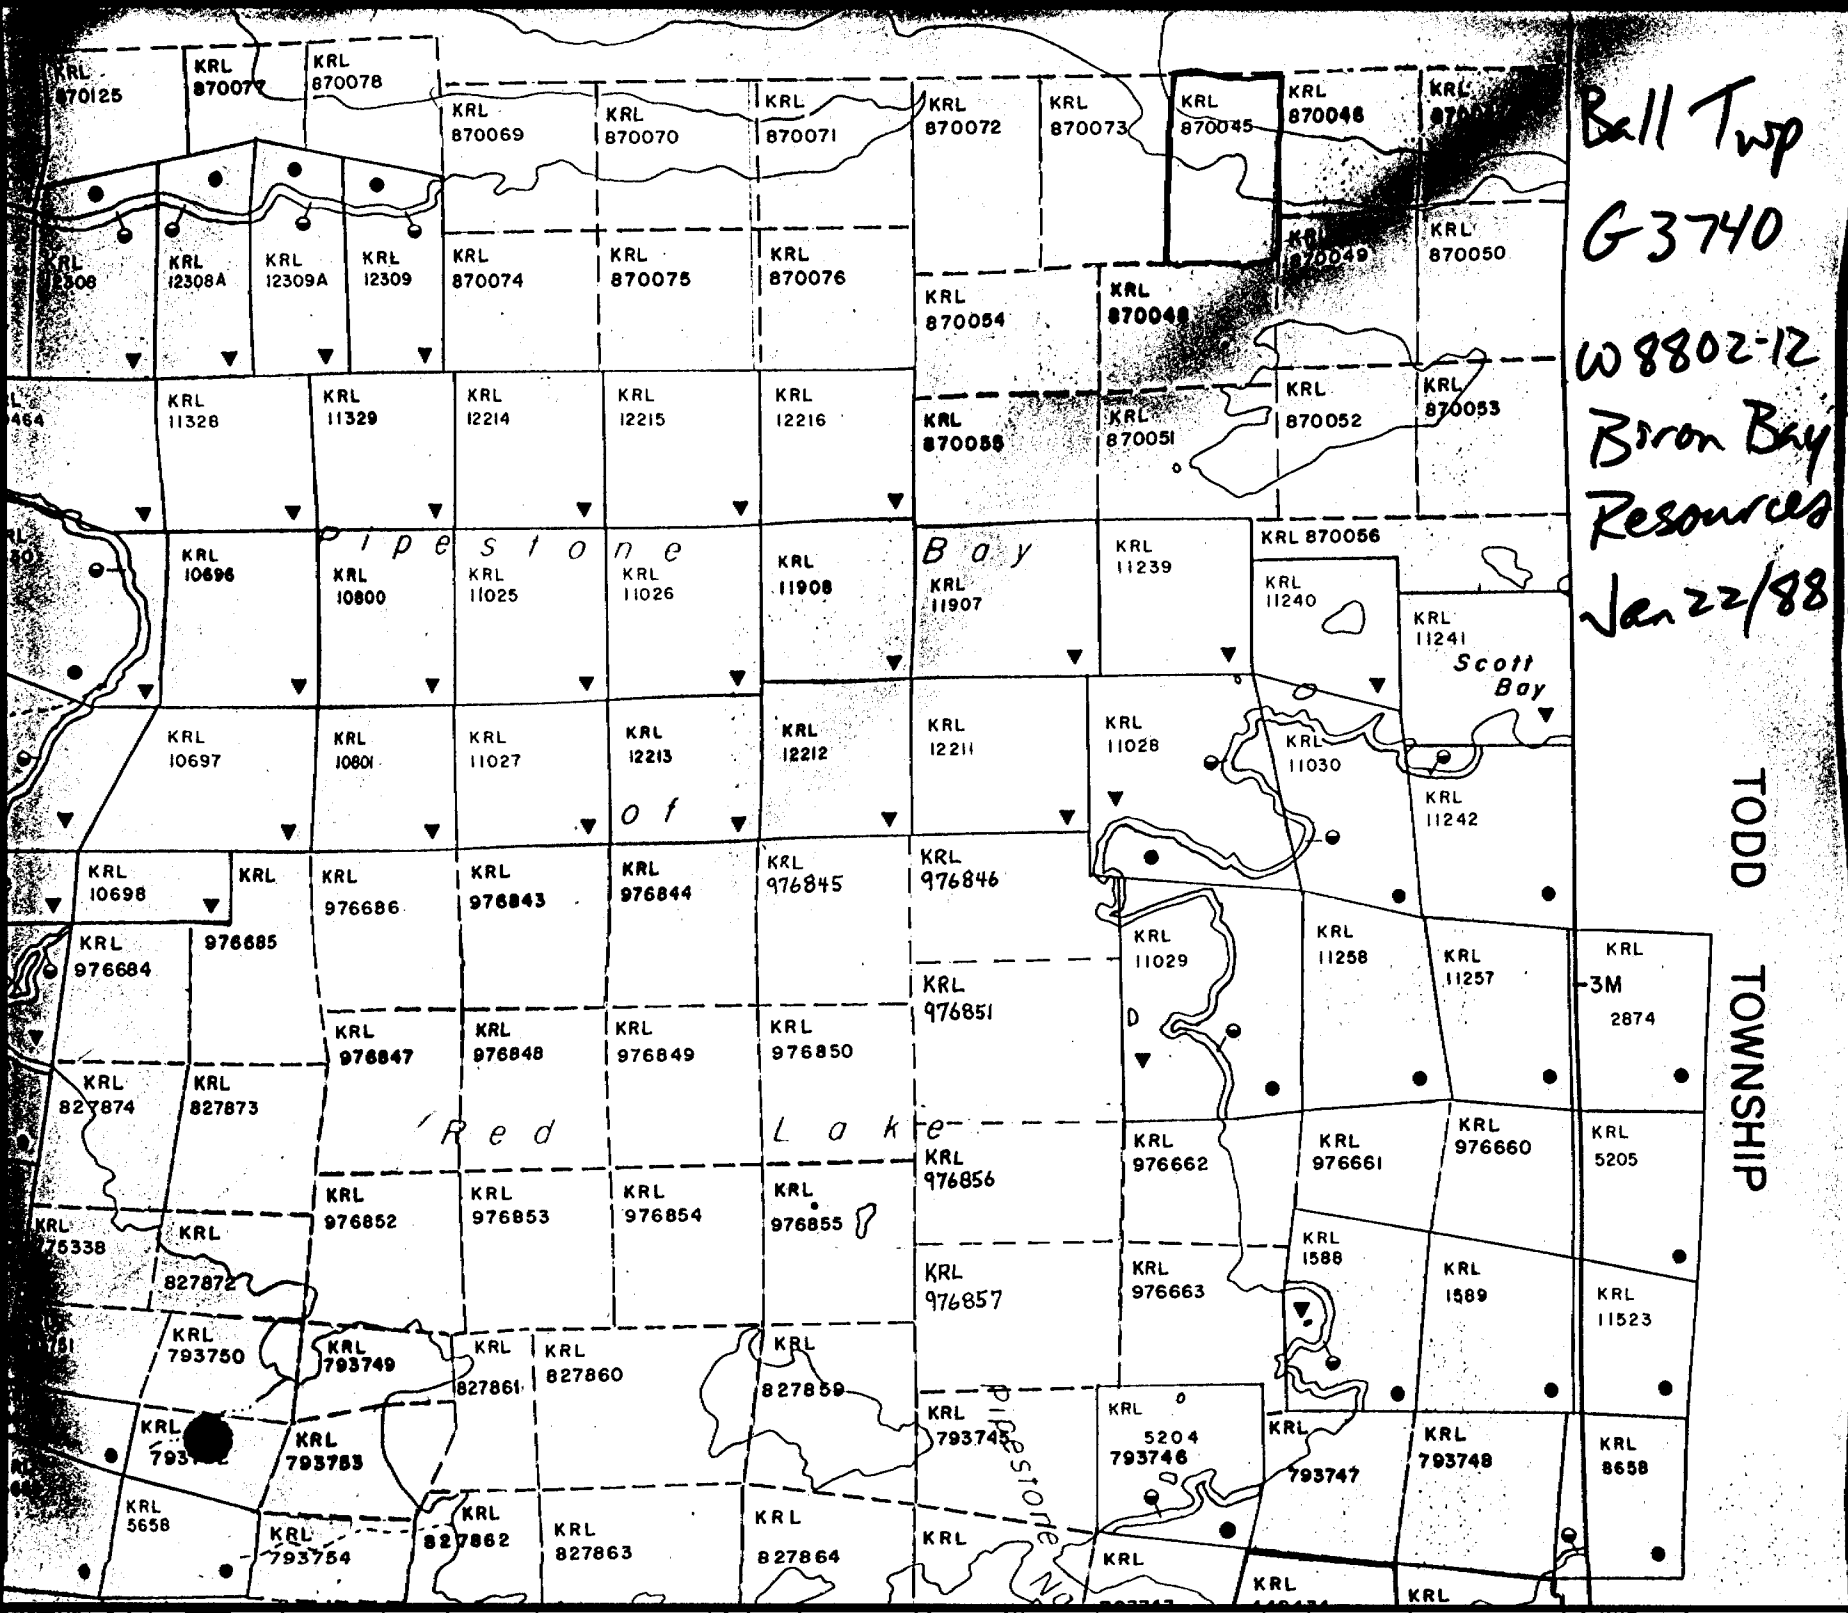 KRL
870125
KRL
870077
KRL
870078
KRL
870069
KRL
870070
KRL
870071
KRL
870072
KRL
870073
KRL
870045
KRL
870046
KRL
Ball Twp
G3740
W8802-12
Biron Bay
Resources
Jan 22/88
KRL
12308
KRL
12308A
KRL
12309A
KRL
12309
KRL
870074
KRL
870075
KRL
870076
KRL
870054
KRL
870048
KRL
870049
KRL
870050
KRL
11328
KRL
11329
KRL
12214
KRL
12215
KRL
12216
KRL
870055
KRL
870051
KRL
870052
KRL
870053
Pipestone Bay
KRL
10696
KRL
10800
KRL
11025
KRL
11026
KRL
11908
KRL
11907
KRL
11239
KRL 870056
KRL
11240
KRL
11241
Scott
Bay
KRL
10697
KRL
10801
KRL
11027
KRL
12213
KRL
12212
KRL
12211
KRL
11028
KRL
11030
KRL
11242
of
TODD TOWNSHIP
KRL
10698
KRL
976685
KRL
976686
KRL
976843
KRL
976844
KRL
976845
KRL
976846
KRL
976684
KRL
976851
KRL
11029
D
KRL
11258
KRL
11257
KRL
3M
2874
KRL
976847
KRL
976848
KRL
976849
KRL
976850
KRL
827874
KRL
827873
Red Lake
KRL
976856
KRL
976662
KRL
976661
KRL
976660
KRL
5205
KRL
976852
KRL
976853
KRL
976854
KRL
976855
KRL
75338
KRL
827872
KRL
976857
KRL
976663
KRL
1588
KRL
1589
KRL
11523
KRL
793750
KRL
793749
KRL
827861
KRL
827860
KRL
827859
KRL
KRL
793753
KRL
793745
Pipestone
KRL
5204
793746
KRL
793747
KRL
793748
KRL
8658
KRL
5658
KRL
793754
KRL
827862
KRL
827863
KRL
827864
KRL
KRL
KRL
KRL